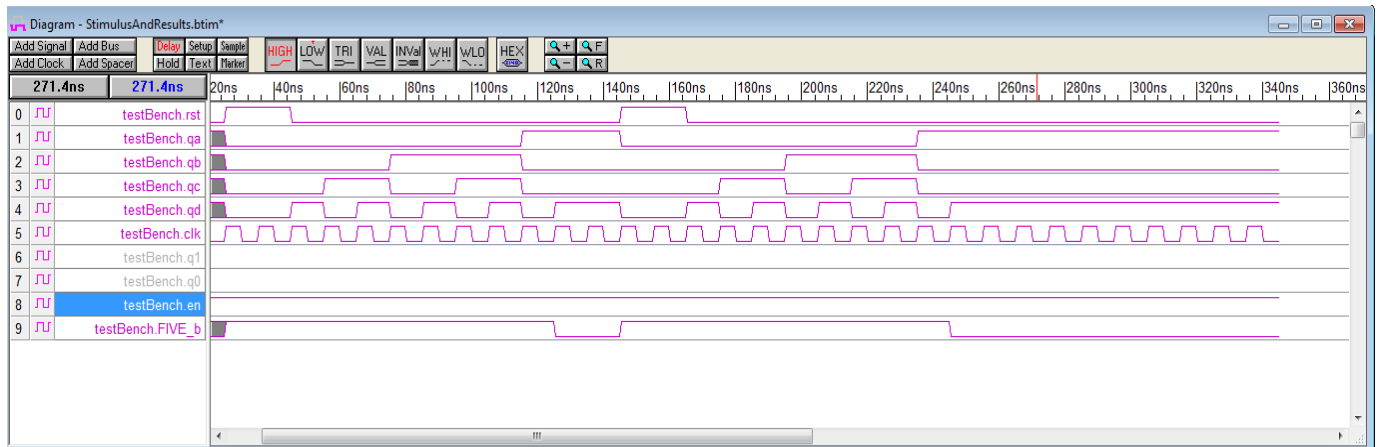 Diagram - StimulusAndResults.btim*
Add Signal Add Bus Delay Setup Sample HIGH LOW TRI VAL INVal WHI WLO HEX + F
Add Clock Add Spacer Hold Text Marker - R
271.4ns 271.4ns 20ns 40ns 60ns 80ns 100ns 120ns 140ns 160ns 180ns 200ns 220ns 240ns 260ns 280ns 300ns 320ns 340ns 360ns
0 testBench.rst
1 testBench.qa
2 testBench.qb
3 testBench.qc
4 testBench.qd
5 testBench.clk
6 testBench.q1
7 testBench.q0
8 testBench.en
9 testBench.FIVE_b